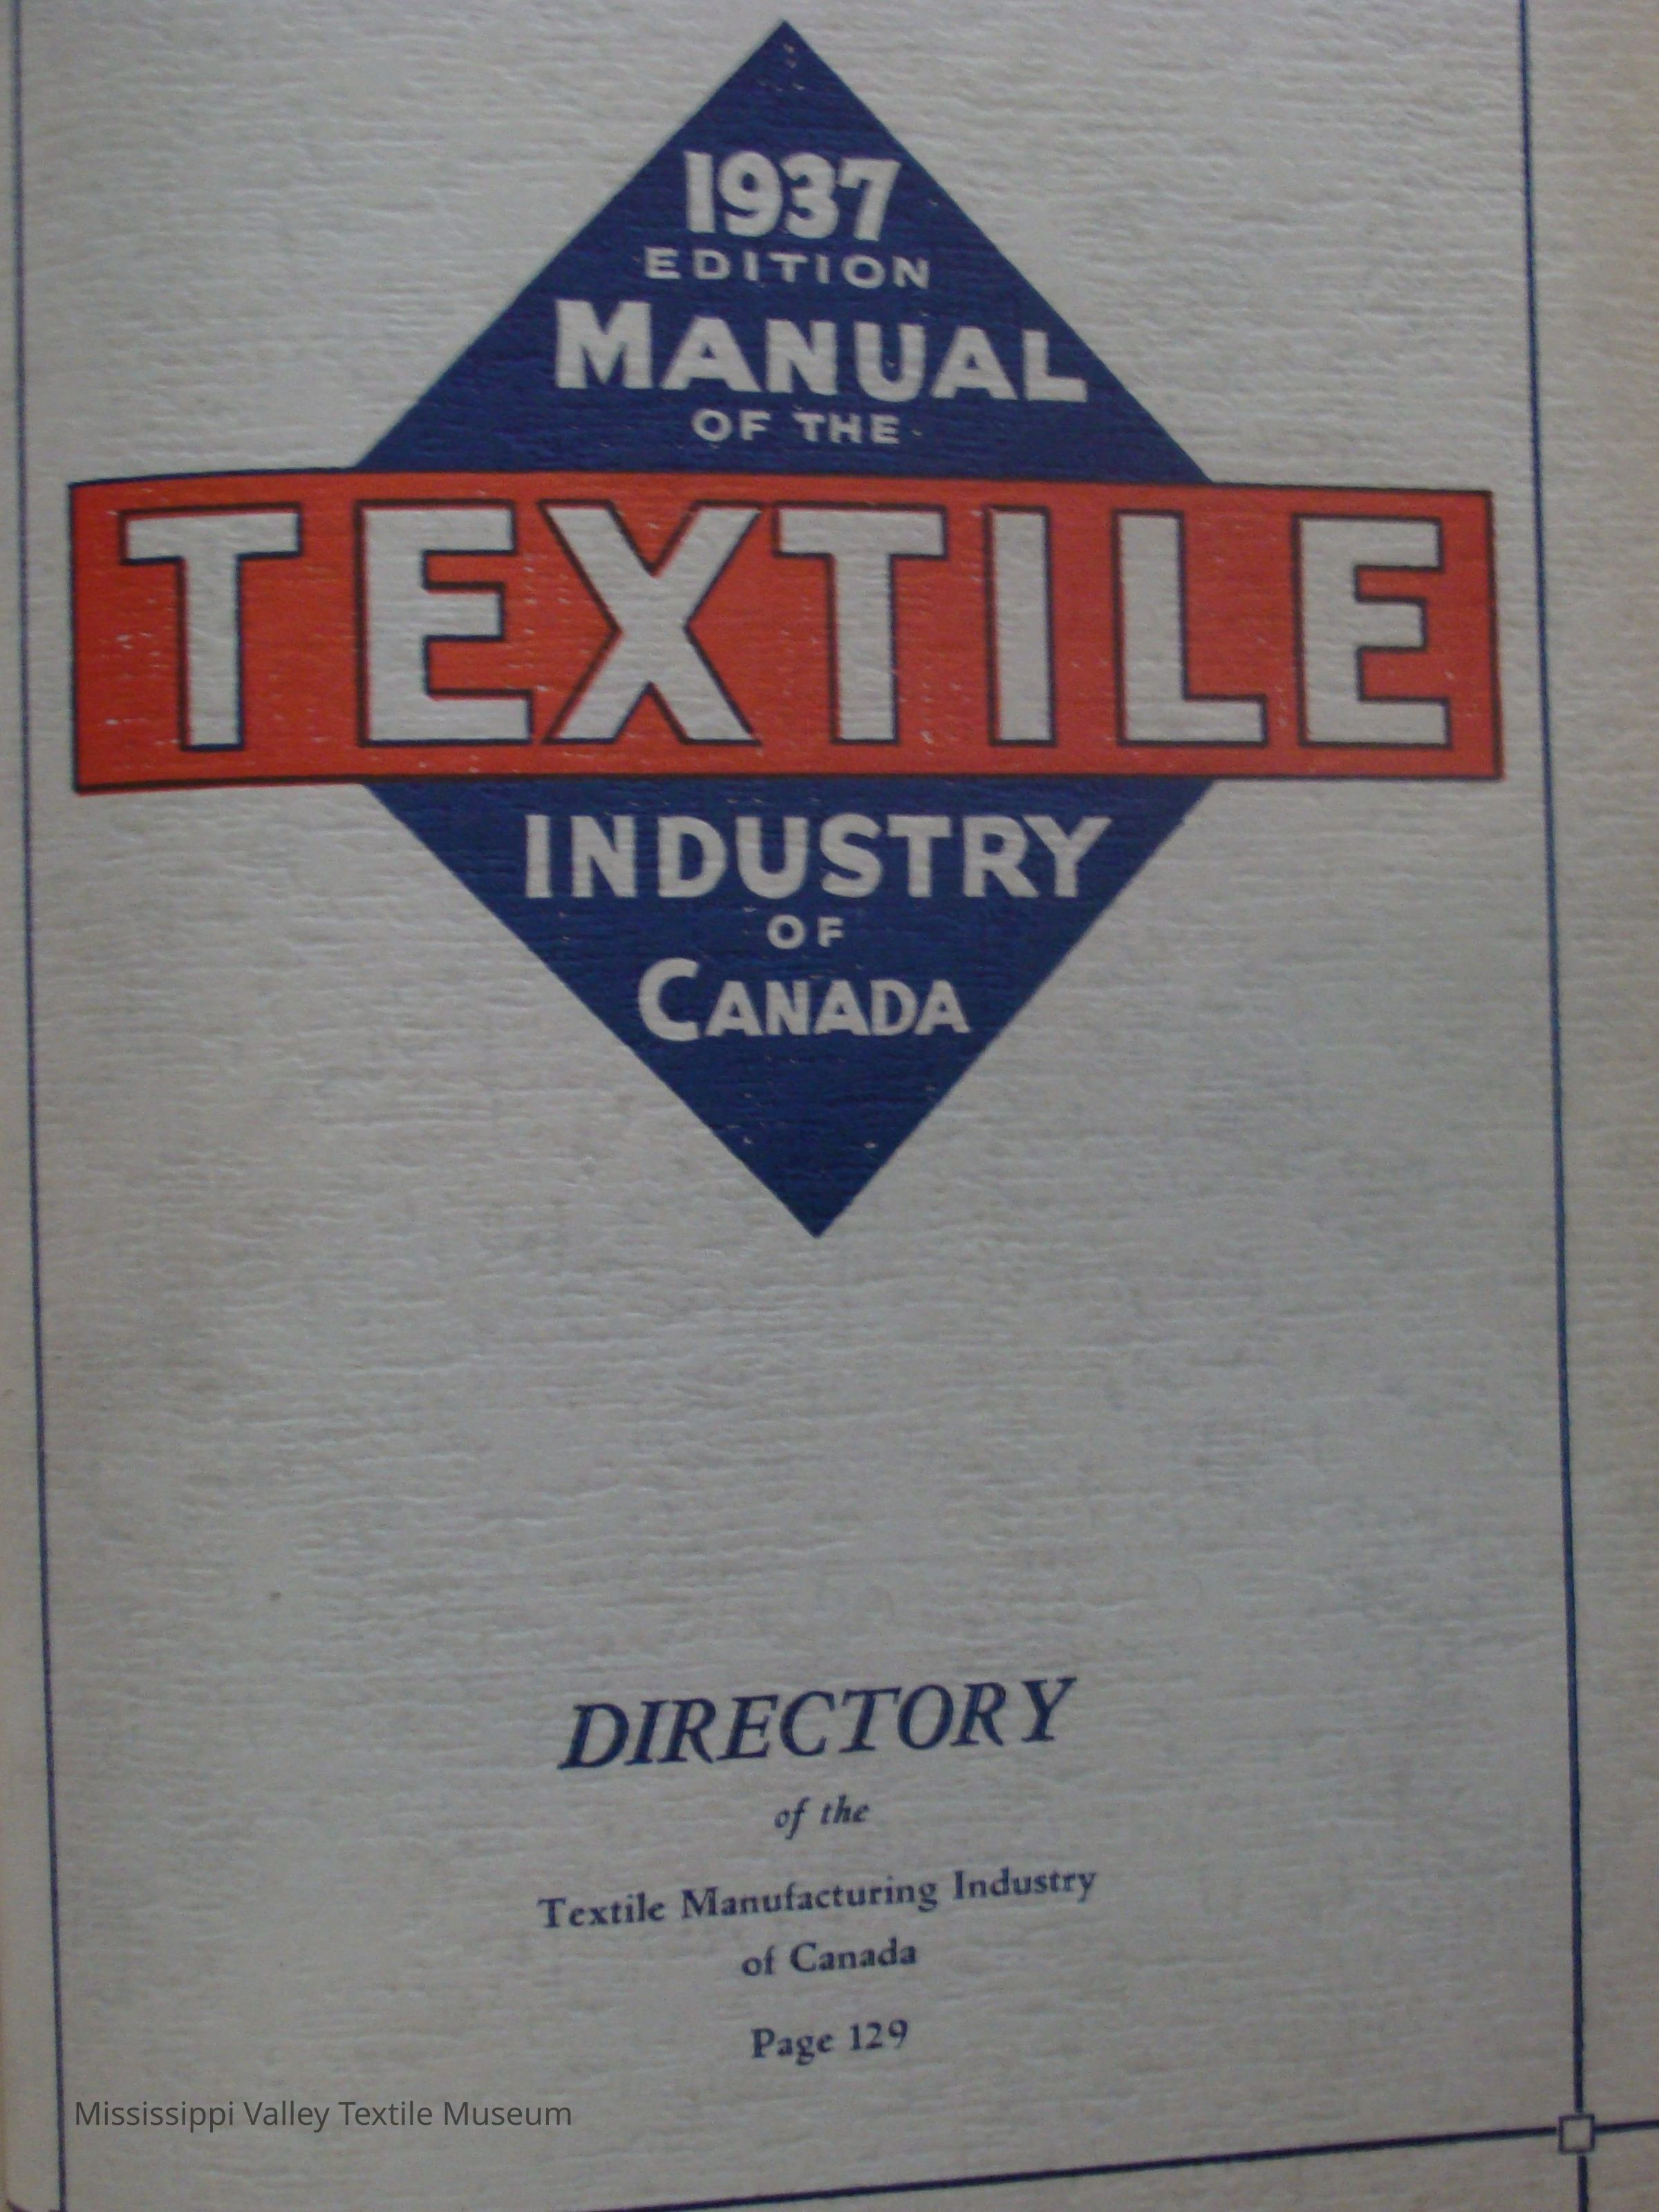 1937
EDITION
MANUAL
OF THE
TEXTILE
INDUSTRY
OF
CANADA
DIRECTORY
of the
Textile Manufacturing Industry
of Canada
Page 129
Mississippi Valley Textile Museum